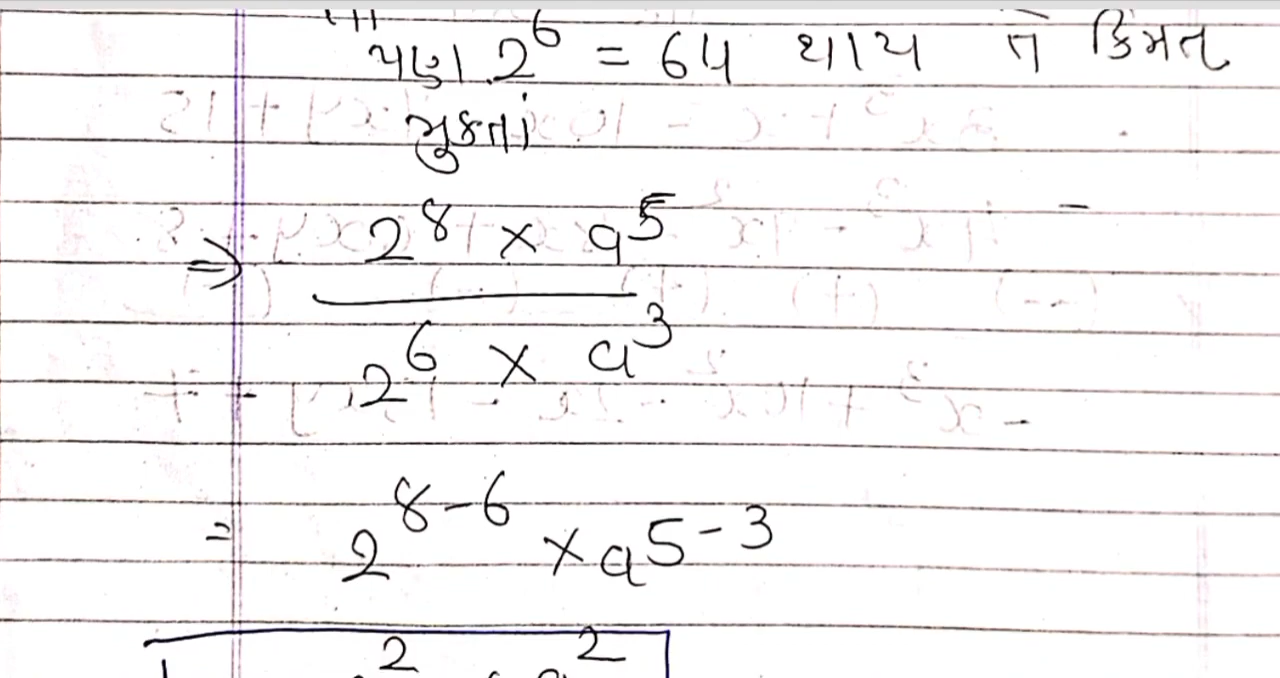 પણ 2^6 = 64 થાય તે કિંમત
મુકતાં
⇒ 2^8 × a^5
2^6 × a^3
= 2^8-6 × a^5-3
2 2